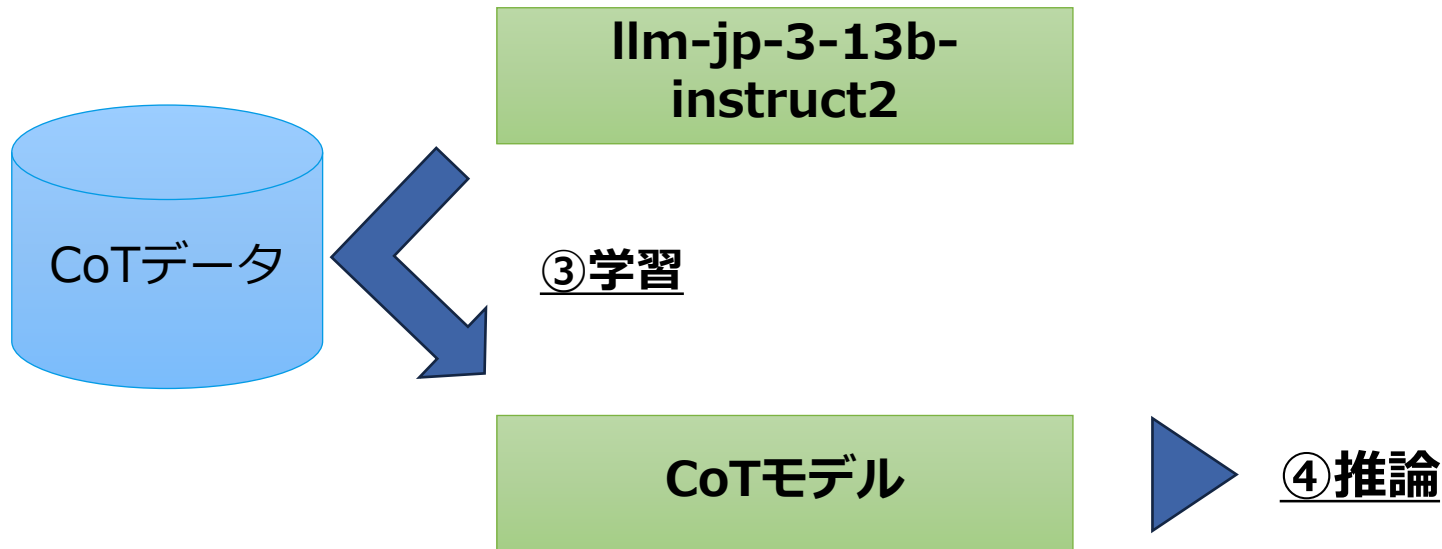 llm-jp-3-13b-
instruct2
CoTデータ
③学習
CoTモデル
④推論